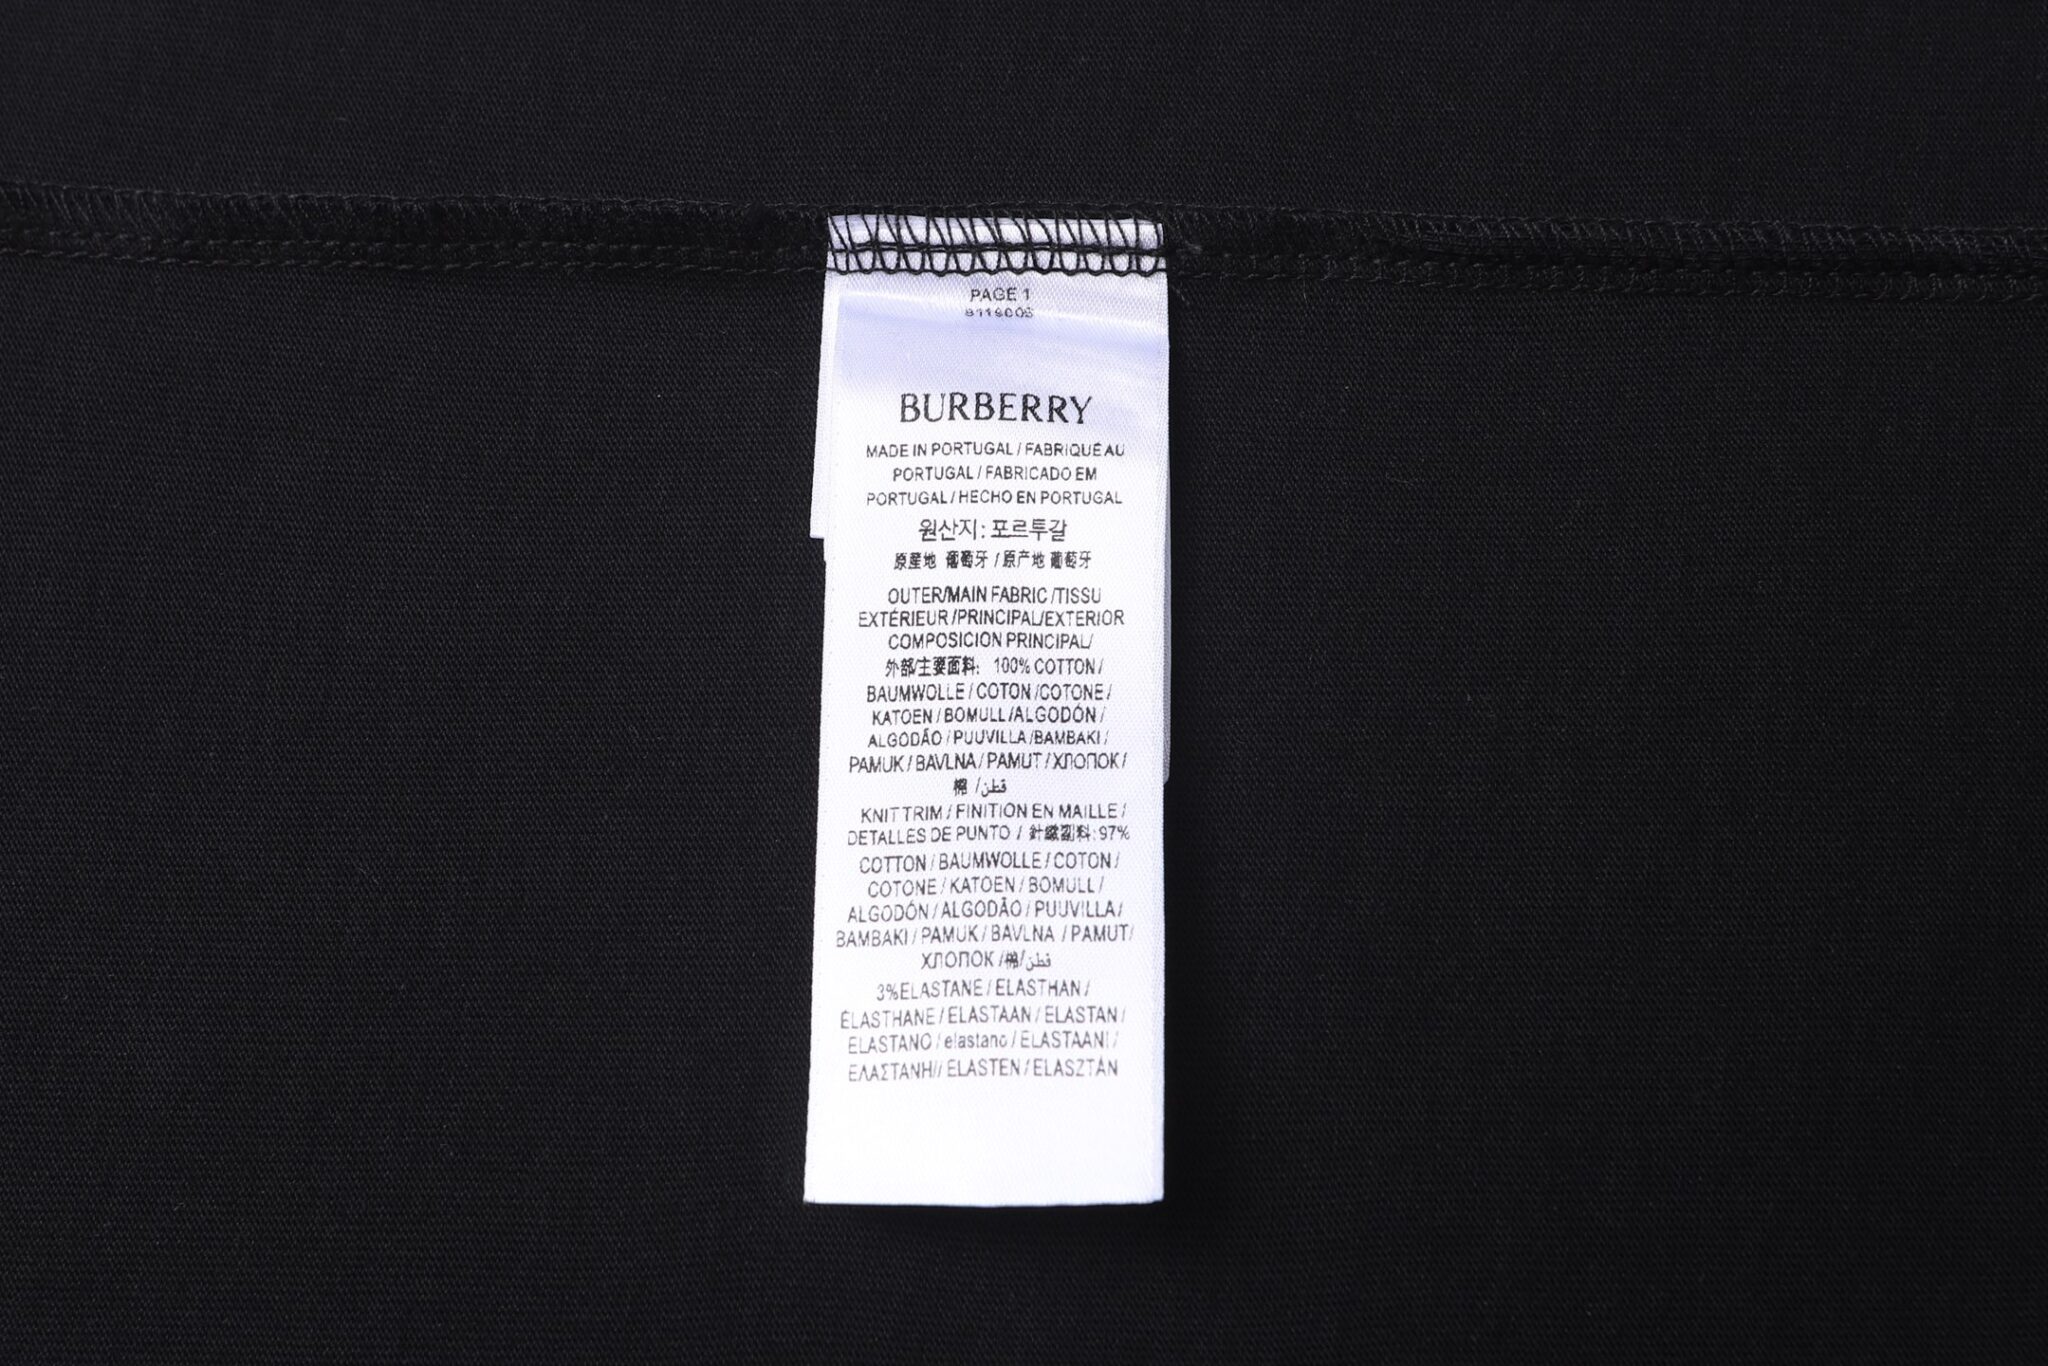 PAGE 1
8119005
BURBERRY
MADE IN PORTUGAL / FABRIQUÉ AU
PORTUGAL / FABRICADO EM
PORTUGAL / HECHO EN PORTUGAL
원산지 : 포르투갈
原産地 葡萄牙 / 原产地 葡萄牙
OUTER/MAIN FABRIC /TISSU
EXTÉRIEUR /PRINCIPAL/EXTERIOR
COMPOSICION PRINCIPAL/
外部/主要面料: 100% COTTON /
BAUMWOLLE / COTON /COTONE /
KATOEN / BOMULL /ALGODÓN /
ALGODÃO / PUUVILLA /BAMBAKI /
PAMUK / BAVLNA / PAMUT / ХЛОПОК /
棉 / قطن
KNIT TRIM / FINITION EN MAILLE /
DETALLES DE PUNTO / 面料: 97%
COTTON / BAUMWOLLE / COTON /
COTONE / KATOEN / BOMULL /
ALGODÓN / ALGODÃO / PUUVILLA /
BAMBAKI / PAMUK / BAVLNA / PAMUT/
ХЛОПОК /棉/ قطن
3%ELASTANE / ELASTHAN /
ÉLASTHANE / ELASTAAN / ELASTAN /
ELASTANO / elastano / ELASTAANI /
ΕΛΑΣΤΑΝΗ// ELASTEN / ELASZTÁN